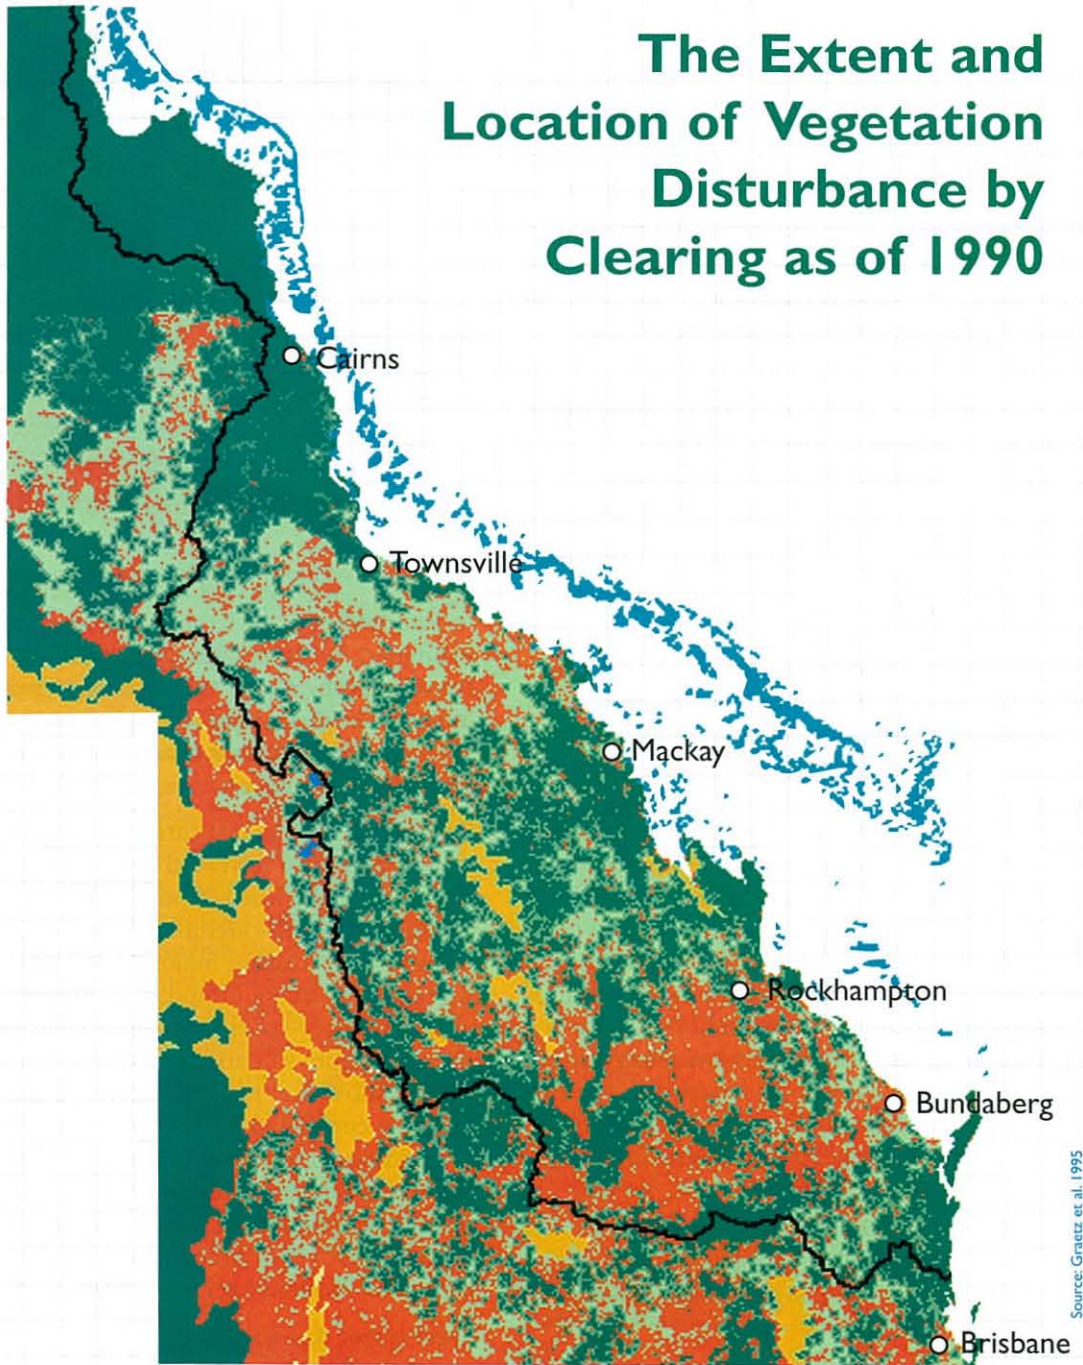 The Extent and
Location of Vegetation
Disturbance by
Clearing as of 1990
Cairns
Townsville
Mackay
Rockhampton
Bundaberg
Source: Graetz et al. 1995
Brisbane